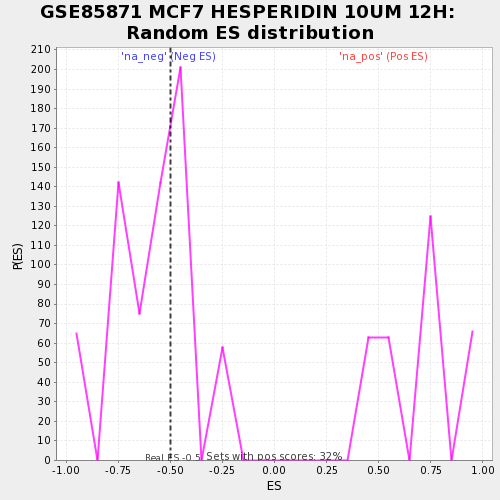 GSE85871 MCF7 HESPERIDIN 10UM 12H:
Random ES distribution
'na_neg' (Neg ES)
'na_pos' (Pos ES)
210
200
190
180
170
160
150
140
130
120
110
100
90
80
70
60
50
40
30
20
10
0
P(ES)
Real ES -0.5
Sets with pos scores: 32%
-1.00 -0.75 -0.50 -0.25 0.00 0.25 0.50 0.75 1.00
ES